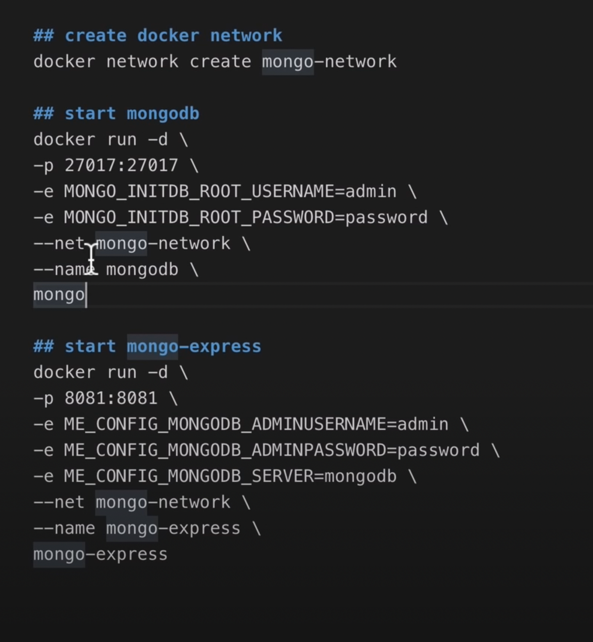 ## create docker network
docker network create mongo-network
## start mongodb
docker run -d \
-p 27017:27017 \
-e MONGO_INITDB_ROOT_USERNAME=admin \
-e MONGO_INITDB_ROOT_PASSWORD=password \
--net mongo-network \
--name mongodb \
mongo
## start mongo-express
docker run -d \
-p 8081:8081 \
-e ME_CONFIG_MONGODB_ADMINUSERNAME=admin \
-e ME_CONFIG_MONGODB_ADMINPASSWORD=password \
-e ME_CONFIG_MONGODB_SERVER=mongodb \
--net mongo-network \
--name mongo-express \
mongo-express